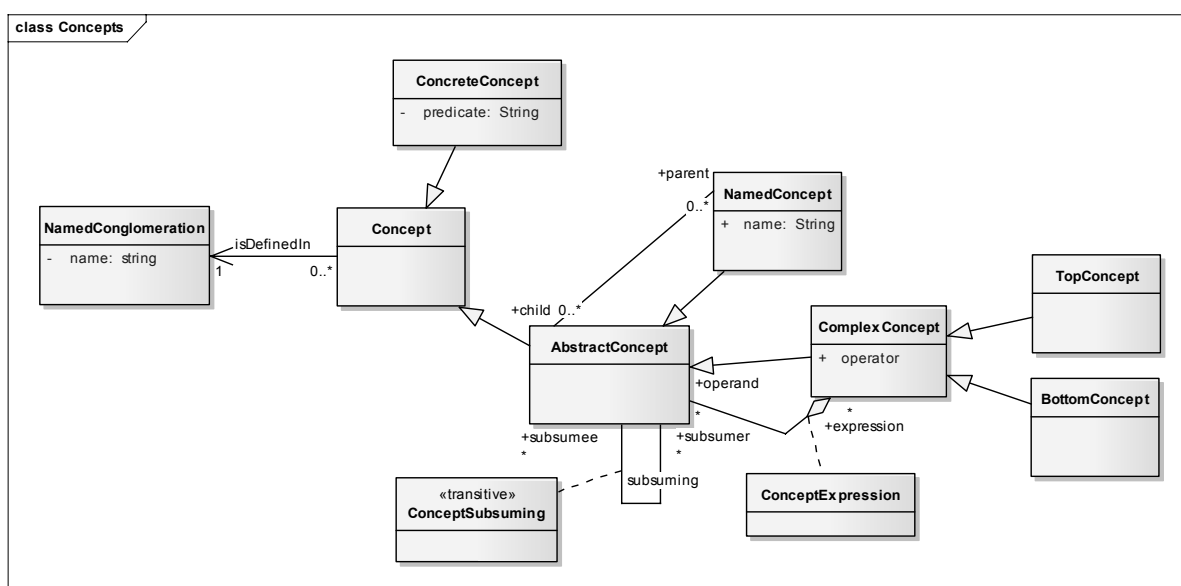 class Concepts
ConcreteConcept
- predicate: String
NamedConglomeration
- name: string
isDefinedIn
1
0..*
Concept
+parent
0..*
NamedConcept
+ name: String
+child 0..*
AbstractConcept
+operand
*
ComplexConcept
+ operator
*
+expression
TopConcept
BottomConcept
+subsumee
*
+subsumer
*
subsuming
«transitive»
ConceptSubsuming
ConceptExpression